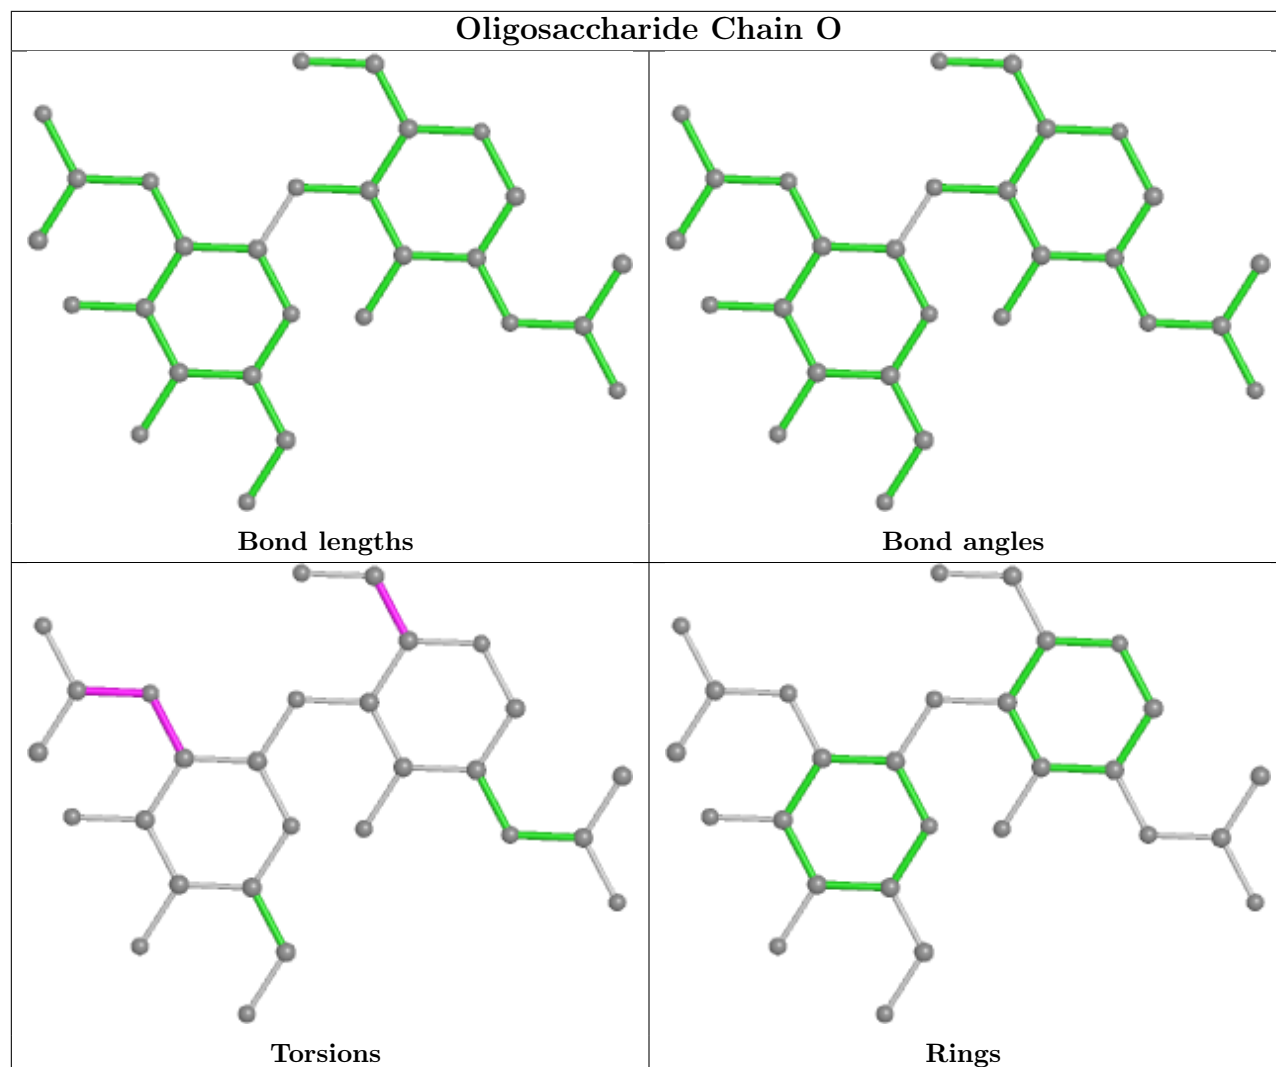 Oligosaccharide Chain O
Bond lengths
Bond angles
Torsions
Rings